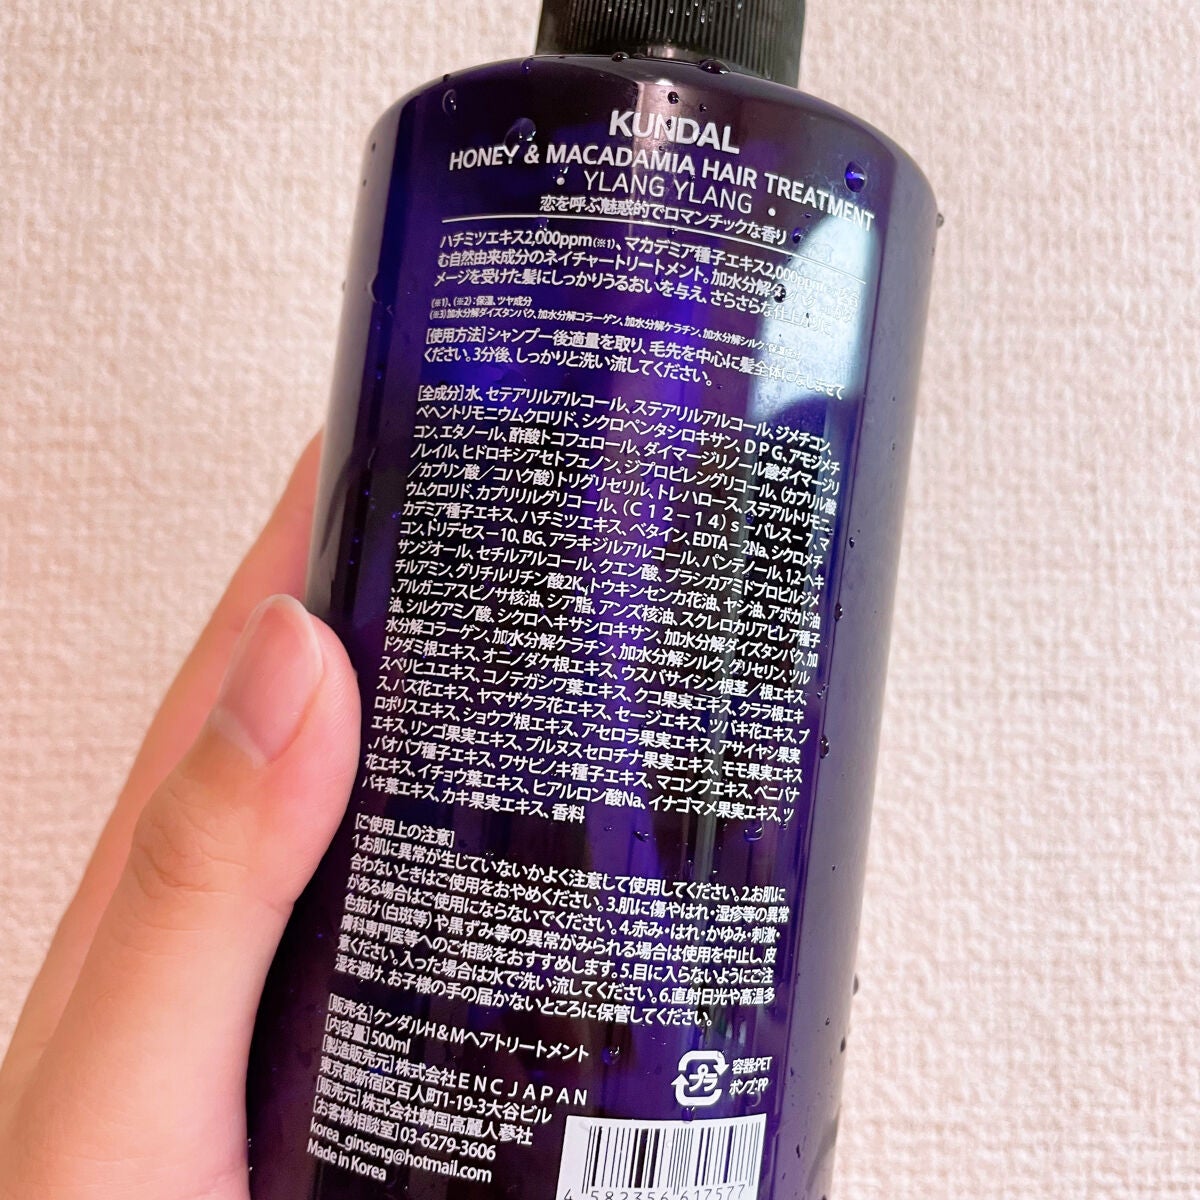 KUNDAL
HONEY & MACADAMIA HAIR TREATMENT
・ YLANG YLANG ・
恋を呼ぶ魅惑的でロマンチックな香り
ハチミツエキス2,000ppm(※1)、マカデミア種子エキス2,000ppm
む自然由来成分のネイチャートリートメント。加水分解タンパク
メージを受けた髪にしっかりうるおいを与え、さらさらな仕上がりに
(※1)、(※2):保湿、ツヤ成分
(※3)加水分解ダイズタンパク、加水分解コラーゲン、加水分解ケラチン、加水分解シルク:保湿成分
[使用方法]シャンプー後適量を取り、毛先を中心に髪全体になじませて
ください。3分後、しっかりと洗い流してください。
[全成分]水、セテアリルアルコール、ステアリルアルコール、ジメチコン、
ベヘントリモニウムクロリド、シクロペンタシロキサン、DPG、アモジメチ
コン、エタノール、酢酸トコフェロール、ダイマージリノール酸ダイマージリ
ノレイル、ヒドロキシアセトフェノン、ジプロピレングリコール、(カプリル酸
/カプリン酸/コハク酸)トリグリセリル、トレハロース、ステアルトリモニ
ウムクロリド、カプリリルグリコール、(C12-14)s-パレス-7、マ
カデミア種子エキス、ハチミツエキス、ベタイン、EDTA-2Na、シクロメチ
コン、トリデセス-10、BG、アラキジルアルコール、パンテノール、1,2-ヘキ
サンジオール、セチルアルコール、クエン酸、ブラシカアミドプロピルジメ
チルアミン、グリチルリチン酸2K、トウキンセンカ花油、ヤシ油、アボカド油
、アルガニアスピノサ核油、シア脂、アンズ核油、スクレロカリアビレア種子
油、シルクアミノ酸、シクロヘキサシロキサン、加水分解ダイズタンパク、加
水分解コラーゲン、加水分解ケラチン、加水分解シルク、グリセリン、ツル
ドクダミ根エキス、オニノダケ根エキス、ウスバサイシン根茎/根エキス、
スベリヒユエキス、コノテガシワ葉エキス、クコ果実エキス、クララ根エキ
ス、ハス花エキス、ヤマザクラ花エキス、セージエキス、ツバキ花エキス、プ
ロポリスエキス、ショウブ根エキス、アセロラ果実エキス、アサイヤシ果実
エキス、リンゴ果実エキス、プルヌスセロチナ果実エキス、モモ果実エキス
、バオバブ種子エキス、ワサビノキ種子エキス、マコンブエキス、ベニバナ
花エキス、イチョウ葉エキス、ヒアルロン酸Na、イナゴマメ果実エキス、ツ
バキ葉エキス、カキ果実エキス、香料
[ご使用上の注意]
1.お肌に異常が生じていないかよく注意して使用してください。2.お肌に
合わないときはご使用をおやめください。3.肌に傷やはれ・湿疹等の異常
がある場合はご使用にならないでください。4.赤み・はれ・かゆみ・刺激・
色抜け(白斑等)や黒ずみ等の異常がみられる場合は使用を中止し、皮
膚科専門医等へのご相談をおすすめします。5.目に入らないようにご注
意ください。入った場合は水で洗い流してください。6.直射日光や高温多
湿を避け、お子様の手の届かないところに保管してください。
[販売名]ケンダルH&Mヘアトリートメント
[内容量]500ml
[製造販売元]株式会社ENC JAPAN
東京都新宿区百人町1-19-3大谷ビル
[販売元]株式会社韓国高麗人蔘社
[お客様相談室]03-6279-3606
korea_ginseng@hotmail.com
Made in Korea
プラ
容器:PET
ポンプ:PP
4 582356 617577